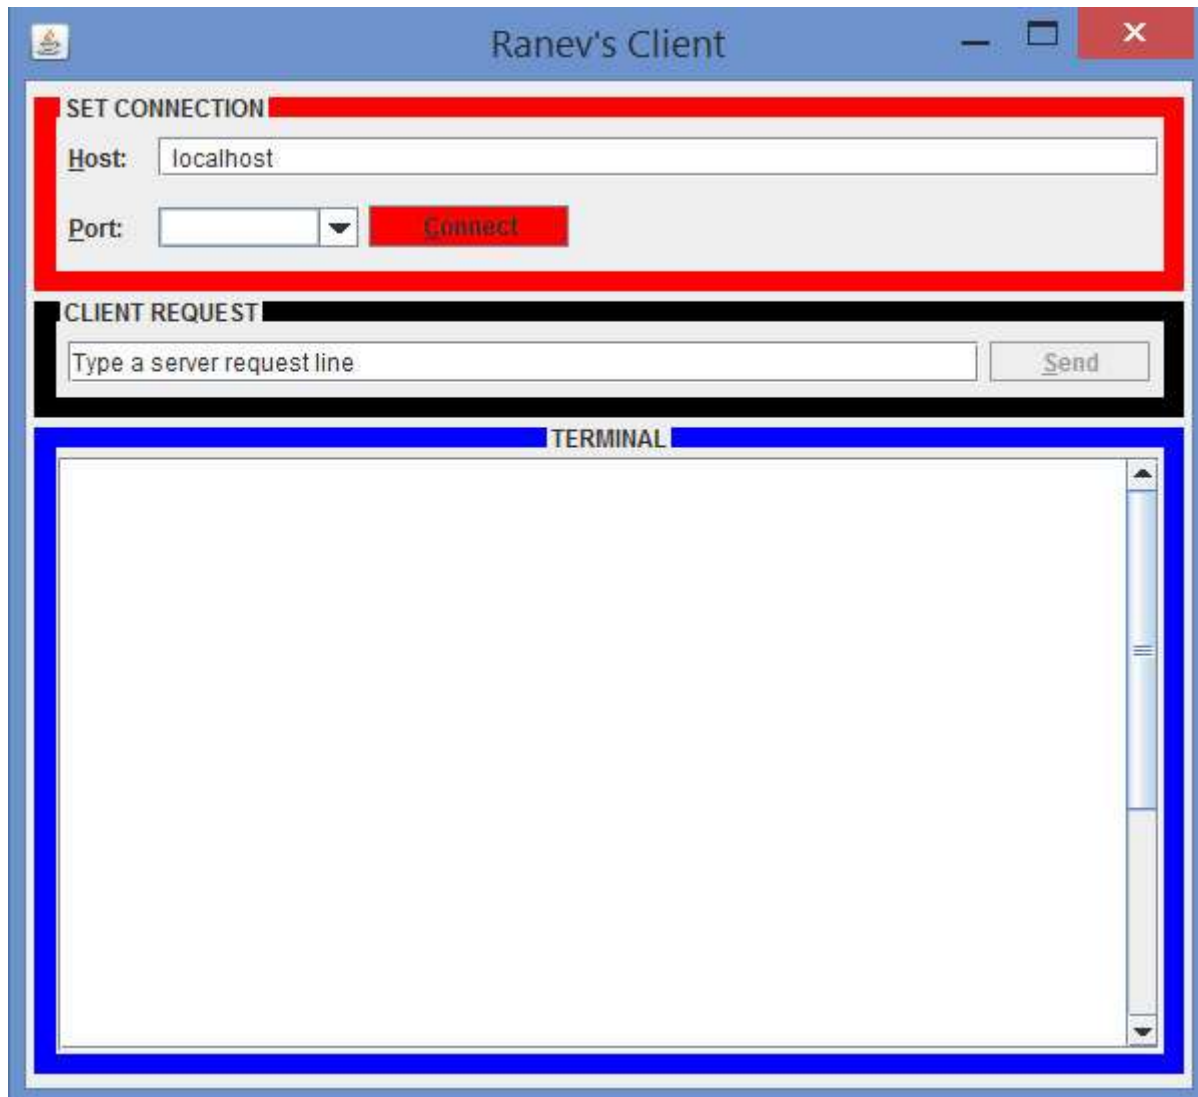 Ranev's Client
SET CONNECTION
Host: localhost
Port: Connect
CLIENT REQUEST
Type a server request line Send
TERMINAL